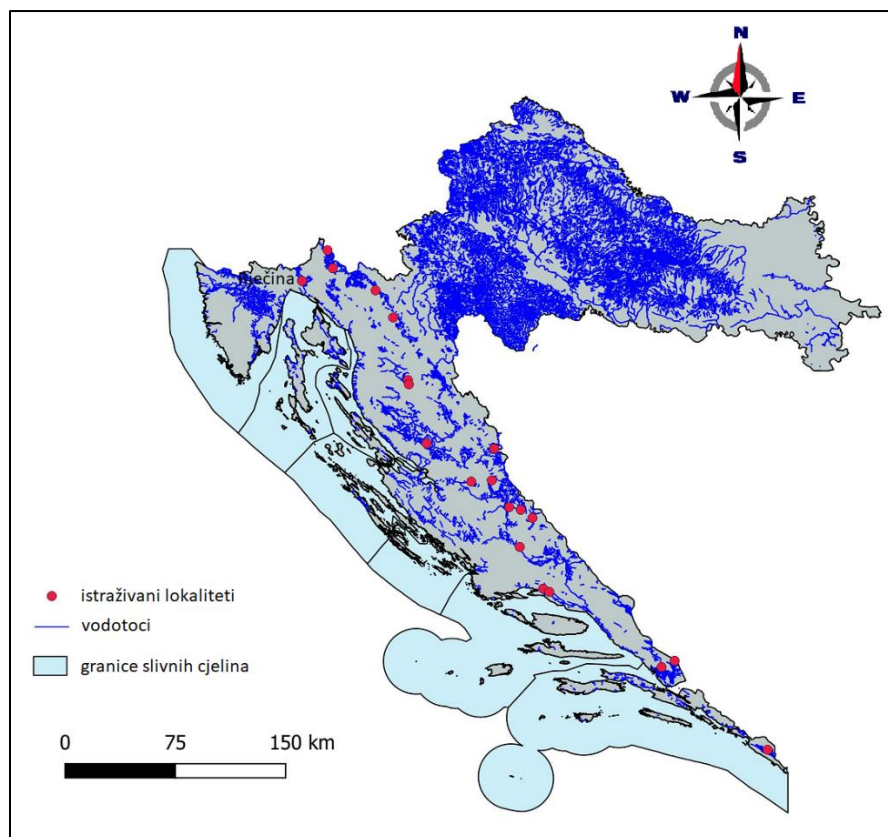 N
W
E
S
Rječina
istraživani lokaliteti
vodotoci
granice slivnih cjelina
0
75
150 km